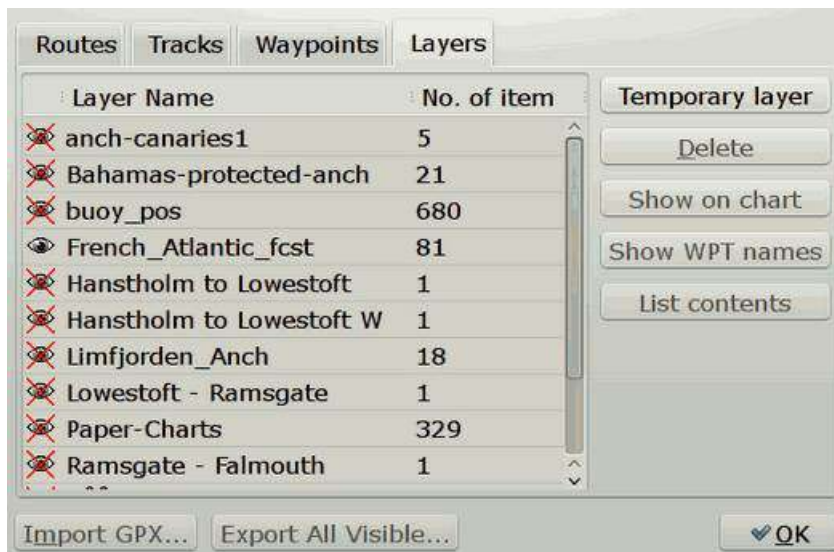 Routes Tracks Waypoints Layers
Layer Name No. of item
anch-canaries1 5
Bahamas-protected-anch 21
buoy_pos 680
French_Atlantic_fcst 81
Hanstholm to Lowestoft 1
Hanstholm to Lowestoft W 1
Limfjorden_Anch 18
Lowestoft - Ramsgate 1
Paper-Charts 329
Ramsgate - Falmouth 1
Temporary layer
Delete
Show on chart
Show WPT names
List contents
Import GPX... Export All Visible... OK